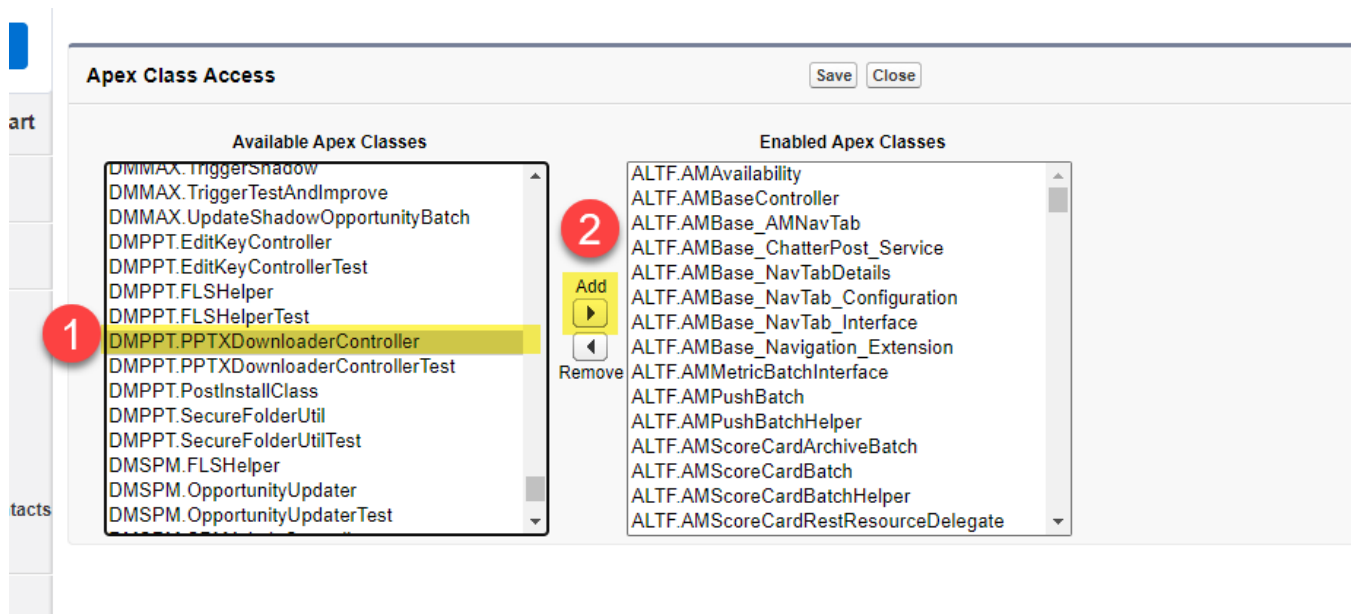 art
tacts
Apex Class Access
Save
Close
Available Apex Classes
DMMAX.TriggerShadow
DMMAX.TriggerTestAndImprove
DMMAX.UpdateShadowOpportunityBatch
DMPPT.EditKeyController
DMPPT.EditKeyControllerTest
DMPPT.FLSHelper
DMPPT.FLSHelperTest
1
DMPPT.PPTXDownloaderController
DMPPT.PPTXDownloaderControllerTest
DMPPT.PostInstallClass
DMPPT.SecureFolderUtil
DMPPT.SecureFolderUtilTest
DMSPM.FLSHelper
DMSPM.OpportunityUpdater
DMSPM.OpportunityUpdaterTest
2
Add
Remove
Enabled Apex Classes
ALTF.AMAvailability
ALTF.AMBaseController
ALTF.AMBase_AMNavTab
ALTF.AMBase_ChatterPost_Service
ALTF.AMBase_NavTabDetails
ALTF.AMBase_NavTab_Configuration
ALTF.AMBase_NavTab_Interface
ALTF.AMBase_Navigation_Extension
ALTF.AMMetricBatchInterface
ALTF.AMPushBatch
ALTF.AMPushBatchHelper
ALTF.AMScoreCardArchiveBatch
ALTF.AMScoreCardBatch
ALTF.AMScoreCardBatchHelper
ALTF.AMScoreCardRestResourceDelegate